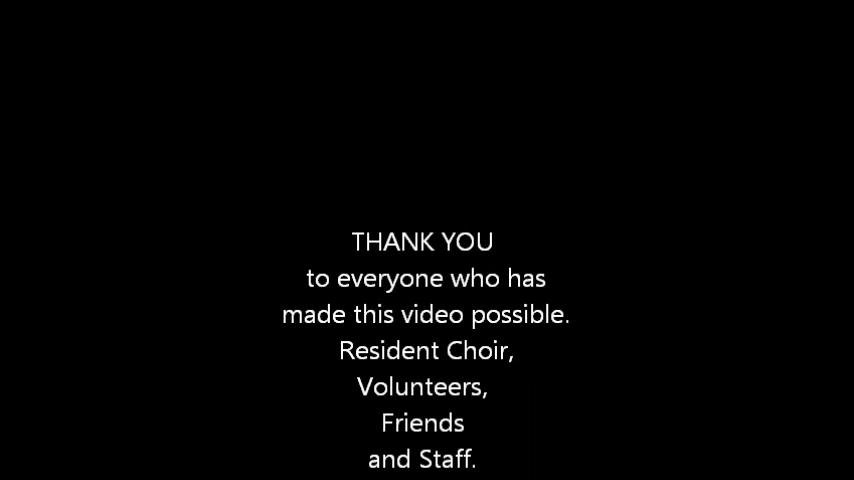 THANK YOU
to everyone who has
made this video possible.
Resident Choir,
Volunteers,
Friends
and Staff.